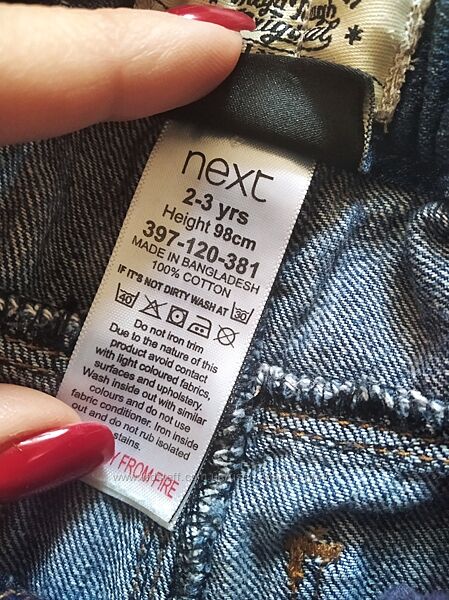 Original
next
2-3 yrs
Height 98cm
397-120-381
MADE IN BANGLADESH
100% COTTON
IF IT'S NOT DIRTY WASH AT 30
40
Do not iron trim
Due to the nature of this
product avoid contact
with light coloured fabrics,
surfaces and upholstery.
Wash inside out with similar
colours and do not use
fabric conditioner. Iron inside
out and do not rub isolated
stains.
FROM FIRE